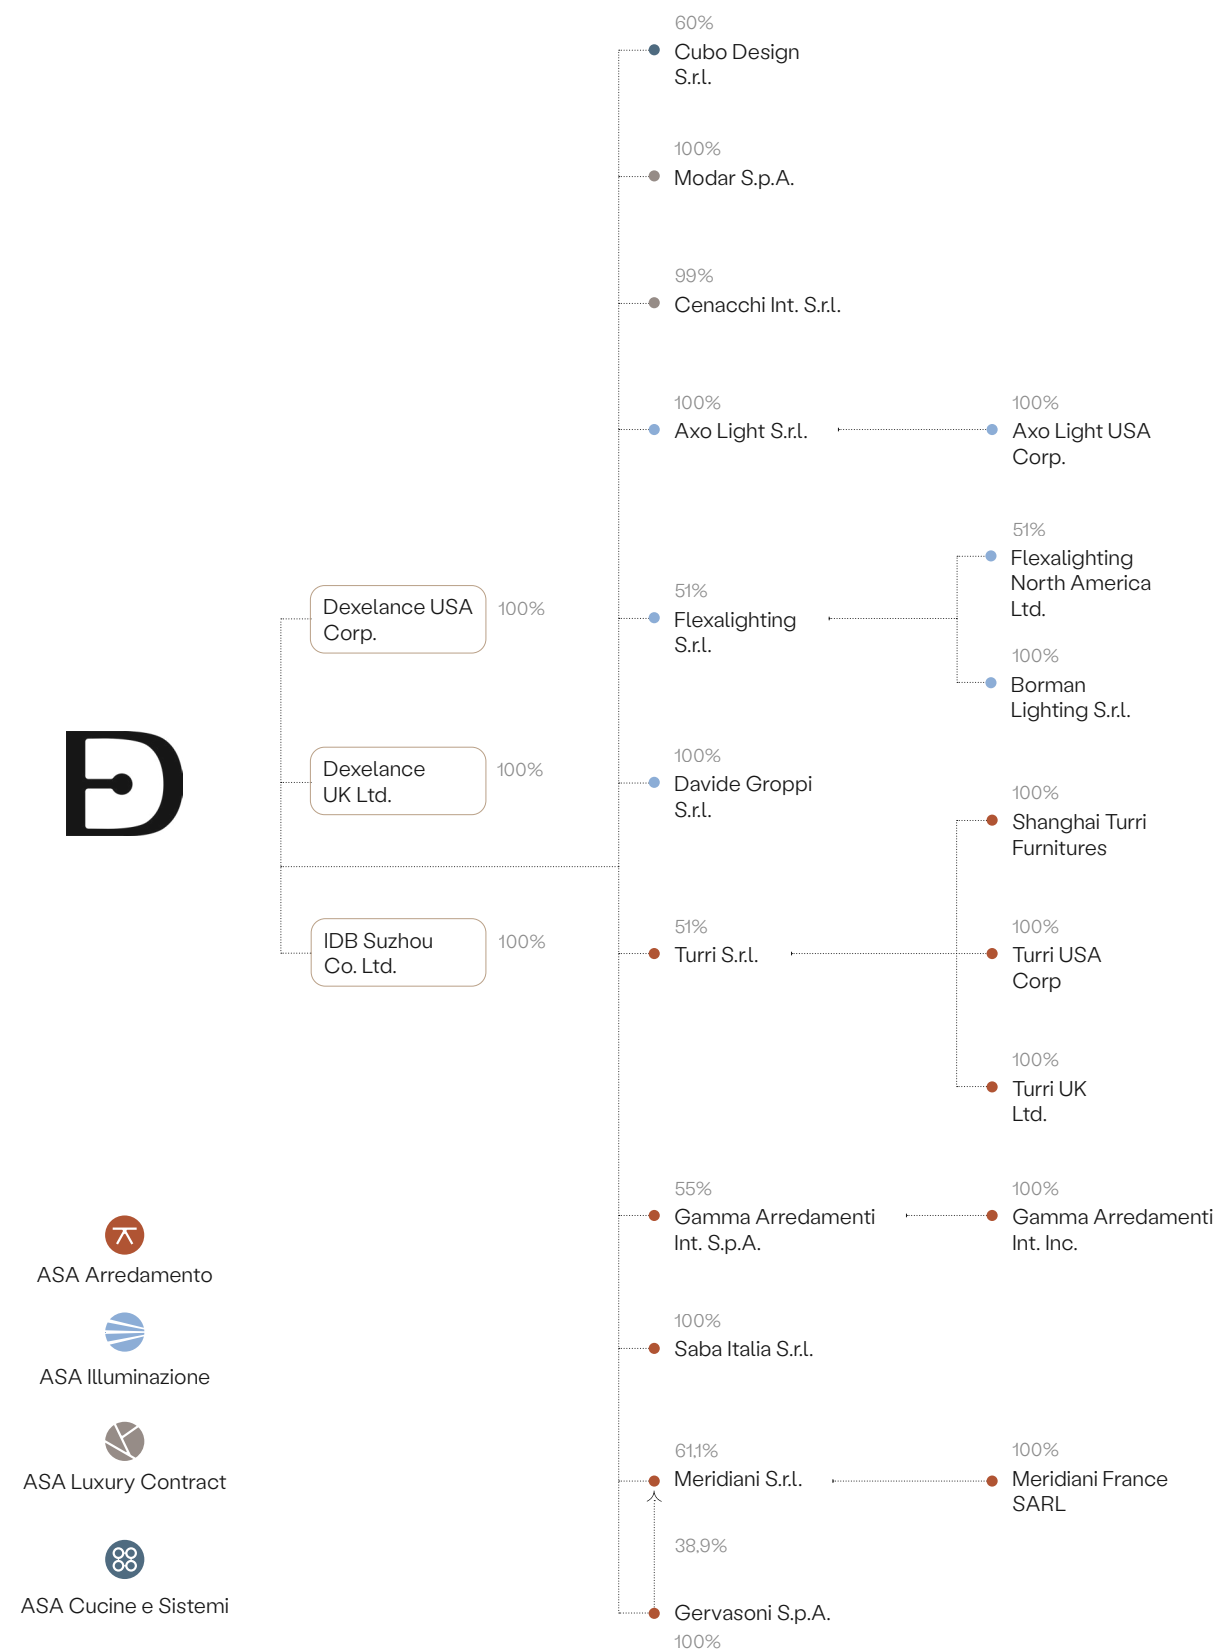 60%
Cubo Design
S.r.l.
100%
Modar S.p.A.
99%
Cenacchi Int. S.r.l.
100%
Axo Light S.r.l.
100%
Axo Light USA
Corp.
51%
Flexalighting
S.r.l.
51%
Flexalighting
North America
Ltd.
100%
Borman
Lighting S.r.l.
Dexelance USA
Corp.
100%
Dexelance
UK Ltd.
100%
IDB Suzhou
Co. Ltd.
100%
100%
Davide Groppi
S.r.l.
51%
Turri S.r.l.
100%
Shanghai Turri
Furnitures
100%
Turri USA
Corp
100%
Turri UK
Ltd.
55%
Gamma Arredamenti
Int. S.p.A.
100%
Gamma Arredamenti
Int. Inc.
100%
Saba Italia S.r.l.
61,1%
Meridiani S.r.l.
100%
Meridiani France
SARL
38,9%
Gervasoni S.p.A.
100%
ASA Arredamento
ASA Illuminazione
ASA Luxury Contract
ASA Cucine e Sistemi